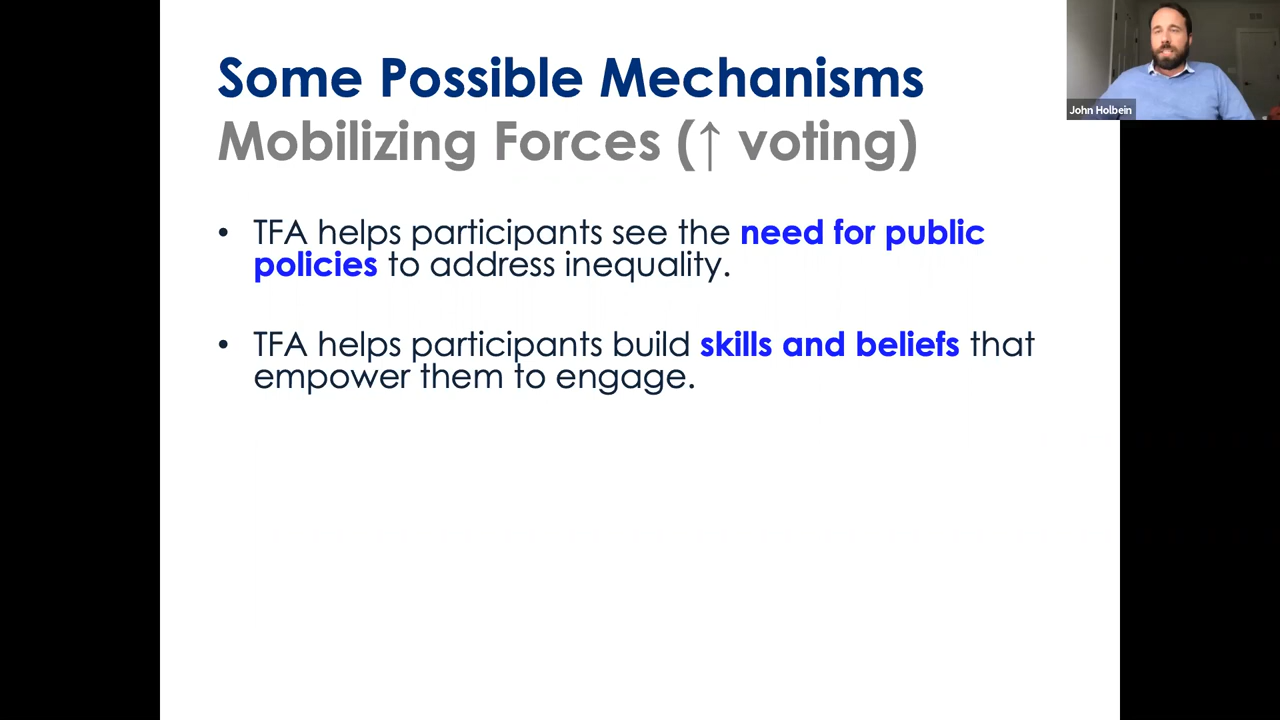 Some Possible Mechanisms
Mobilizing Forces (↑ voting)
• TFA helps participants see the need for public
policies to address inequality.
• TFA helps participants build skills and beliefs that
empower them to engage.
John Holbein